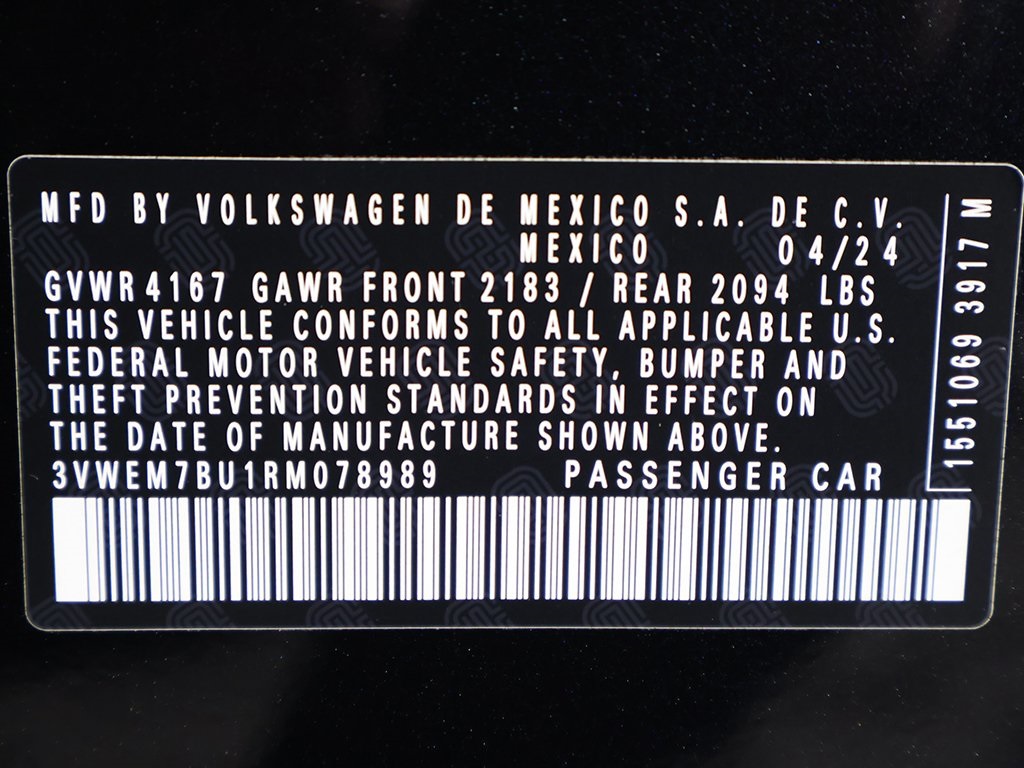 MFD BY VOLKSWAGEN DE MEXICO S.A. DE C.V.
MEXICO 04/24
GVWR 4167 GAWR FRONT 2183 / REAR 2094 LBS
THIS VEHICLE CONFORMS TO ALL APPLICABLE U.S.
FEDERAL MOTOR VEHICLE SAFETY, BUMPER AND
THEFT PREVENTION STANDARDS IN EFFECT ON
THE DATE OF MANUFACTURE SHOWN ABOVE.
3VWEM7BU1RM078989 PASSENGER CAR
1551069 3917 M